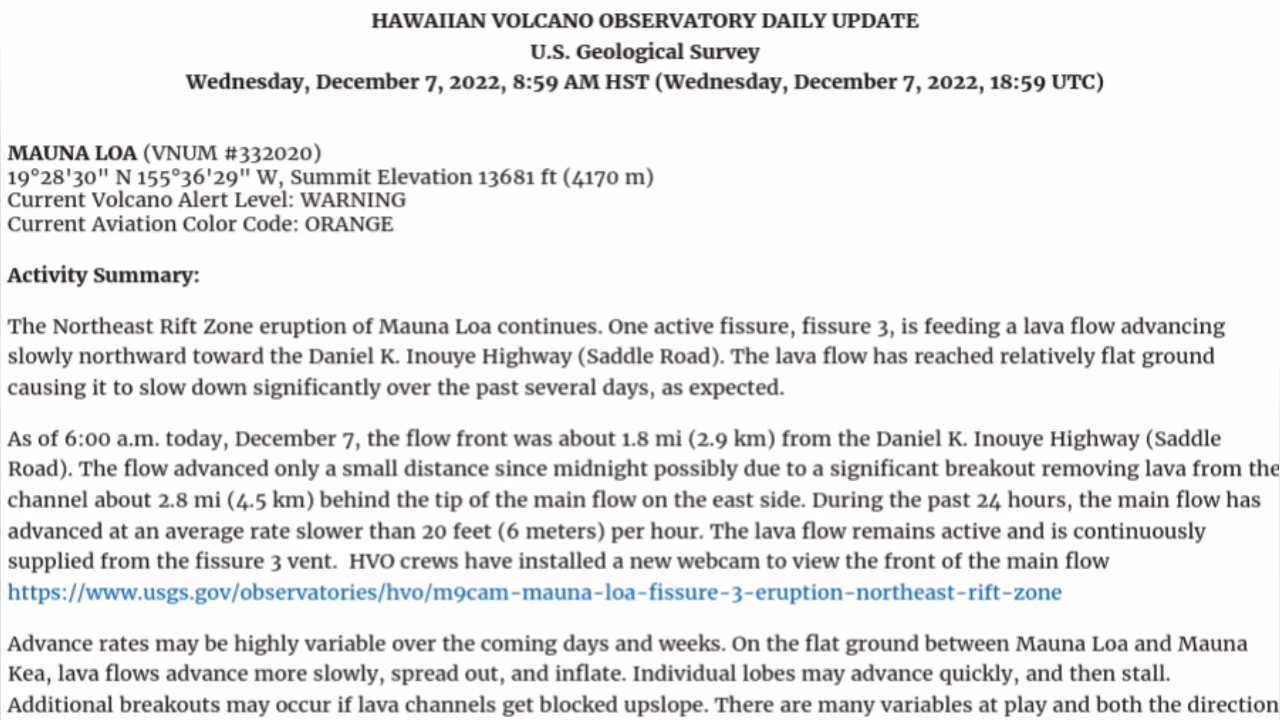 HAWAIIAN VOLCANO OBSERVATORY DAILY UPDATE
U.S. Geological Survey
Wednesday, December 7, 2022, 8:59 AM HST (Wednesday, December 7, 2022, 18:59 UTC)
MAUNA LOA (VNUM #332020)
19°28'30" N 155°36'29" W, Summit Elevation 13681 ft (4170 m)
Current Volcano Alert Level: WARNING
Current Aviation Color Code: ORANGE
Activity Summary:
The Northeast Rift Zone eruption of Mauna Loa continues. One active fissure, fissure 3, is feeding a lava flow advancing
slowly northward toward the Daniel K. Inouye Highway (Saddle Road). The lava flow has reached relatively flat ground
causing it to slow down significantly over the past several days, as expected.
As of 6:00 a.m. today, December 7, the flow front was about 1.8 mi (2.9 km) from the Daniel K. Inouye Highway (Saddle
Road). The flow advanced only a small distance since midnight possibly due to a significant breakout removing lava from the
channel about 2.8 mi (4.5 km) behind the tip of the main flow on the east side. During the past 24 hours, the main flow has
advanced at an average rate slower than 20 feet (6 meters) per hour. The lava flow remains active and is continuously
supplied from the fissure 3 vent.  HVO crews have installed a new webcam to view the front of the main flow
https://www.usgs.gov/observatories/hvo/m9cam-mauna-loa-fissure-3-eruption-northeast-rift-zone
Advance rates may be highly variable over the coming days and weeks. On the flat ground between Mauna Loa and Mauna
Kea, lava flows advance more slowly, spread out, and inflate. Individual lobes may advance quickly, and then stall.
Additional breakouts may occur if lava channels get blocked upslope. There are many variables at play and both the direction